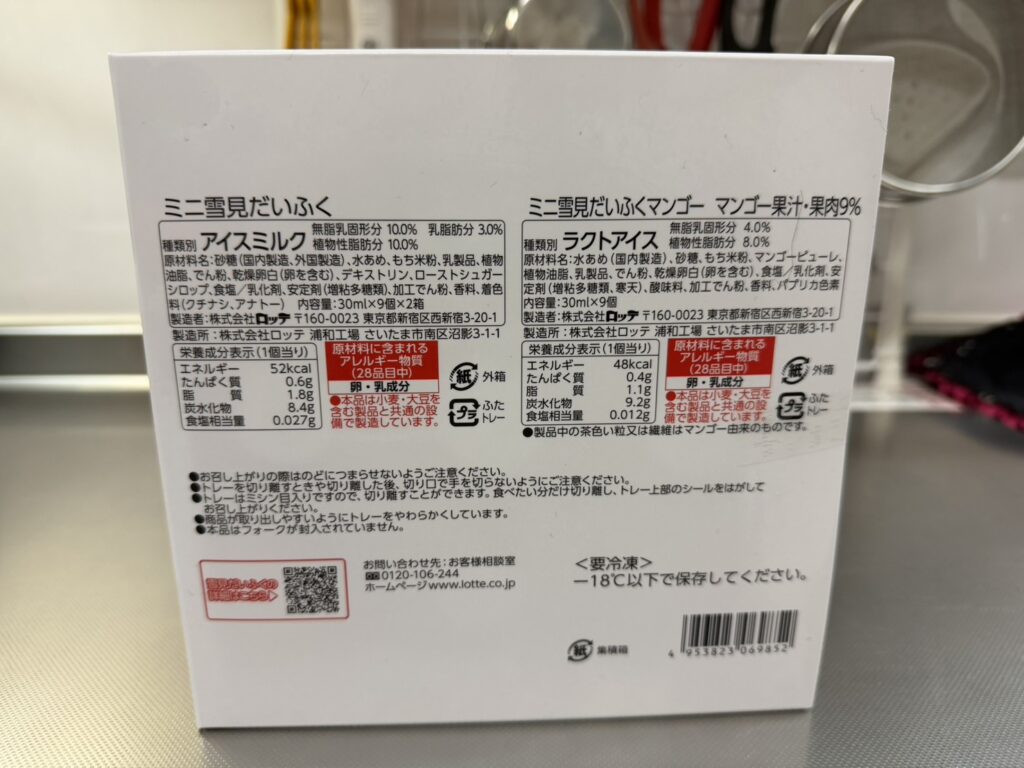 ミニ雪見だいふく
種類別 アイスミルク 無脂乳固形分 10.0% 乳脂肪分 3.0%
植物性脂肪分 10.0%
原材料名:砂糖(国内製造、外国製造)、水あめ、もち米粉、乳製品、植物
油脂、でん粉、乾燥卵白(卵を含む)、デキストリン、ローストシュガー
シロップ、食塩/乳化剤、安定剤(増粘多糖類)、加工でん粉、香料、着色
料(クチナシ、アナトー) 内容量:30ml×9個×2箱
製造者:株式会社ロッテ 〒160-0023 東京都新宿区西新宿3-20-1
製造所:株式会社ロッテ 浦和工場 さいたま市南区沼影3-1-1
栄養成分表示(1個当り)
エネルギー 52kcal
たんぱく質 0.6g
脂質 1.8g
炭水化物 8.4g
食塩相当量 0.027g
原材料に含まれる
アレルギー物質
(28品目中)
卵・乳成分
●本品は小麦・大豆を
含む製品と共通の設
備で製造しています。
紙 外箱
プラ ふた
トレー
ミニ雪見だいふくマンゴー マンゴー果汁・果肉9%
種類別 ラクトアイス 無脂乳固形分 4.0%
植物性脂肪分 8.0%
原材料名:水あめ(国内製造)、砂糖、もち米粉、マンゴーピューレ、
植物油脂、乳製品、でん粉、乾燥卵白(卵を含む)、食塩/乳化剤、
安定剤(増粘多糖類、寒天)、酸味料、加工でん粉、香料、パプリカ色素
内容量:30ml×9個
製造者:株式会社ロッテ 〒160-0023 東京都新宿区西新宿3-20-1
製造所:株式会社ロッテ 浦和工場 さいたま市南区沼影3-1-1
栄養成分表示(1個当り)
エネルギー 48kcal
たんぱく質 0.4g
脂質 1.1g
炭水化物 9.2g
食塩相当量 0.012g
原材料に含まれる
アレルギー物質
(28品目中)
卵・乳成分
●本品は小麦・大豆を
含む製品と共通の設
備で製造しています。
紙 外箱
プラ ふた
トレー
●製品中の茶色い粒又は繊維はマンゴー由来のものです。
●お召し上がりの際はのどにつまらせないようご注意ください。
●トレーを切り離すときや切り離した後、切り口で手を切らないようにご注意ください。
●トレーはミシン目入りですので、切り離すことができます。食べたい分だけ切り離し、トレー上部のシールをはがして
お召し上がりください。
●商品が取り出しやすいようにトレーをやわらかくしています。
●本品はフォークが封入されていません。
雪見だいふくの
詳細はこちら▶
お問い合わせ先:お客様相談室
0120-106-244
ホームページ www.lotte.co.jp
<要冷凍>
−18℃以下で保存してください。
紙 集積箱
4 953823 069852